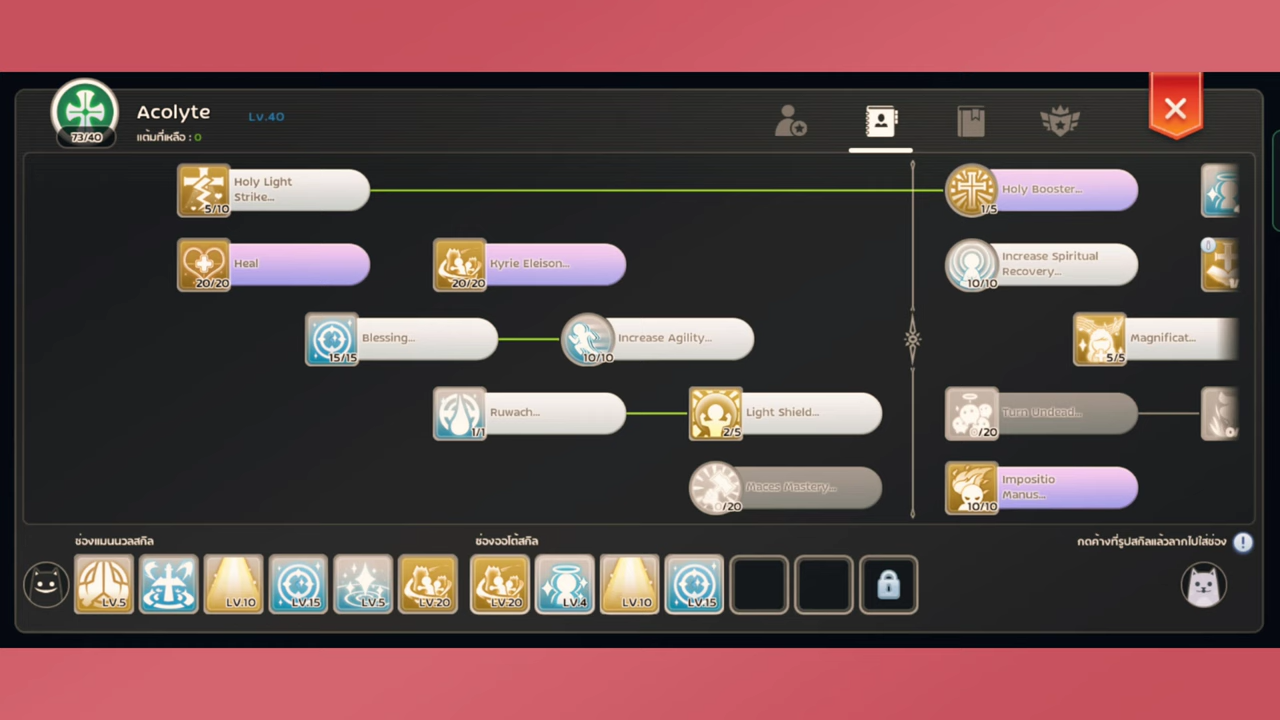 Acolyte
Lv.40
73/40
แต้มที่เหลือ : 0
Holy Light
Strike...
5/10
Holy Booster...
1/5
Heal
20/20
Kyrie Eleison...
20/20
Increase Spiritual
Recovery...
10/10
Blessing...
15/15
Increase Agility...
10/10
Magnificat...
5/5
Ruwach...
1/1
Light Shield...
2/5
Turn Undead...
0/20
Maces Mastery...
0/20
Impositio
Manus...
10/10
ช่องแมนนวลสกิล
ช่องออโต้สกิล
กดค้างที่รูปสกิลแล้วลากไปใส่ช่อง
LV.5
LV.10
LV.15
LV.5
LV.20
LV.20
LV.4
LV.10
LV.15